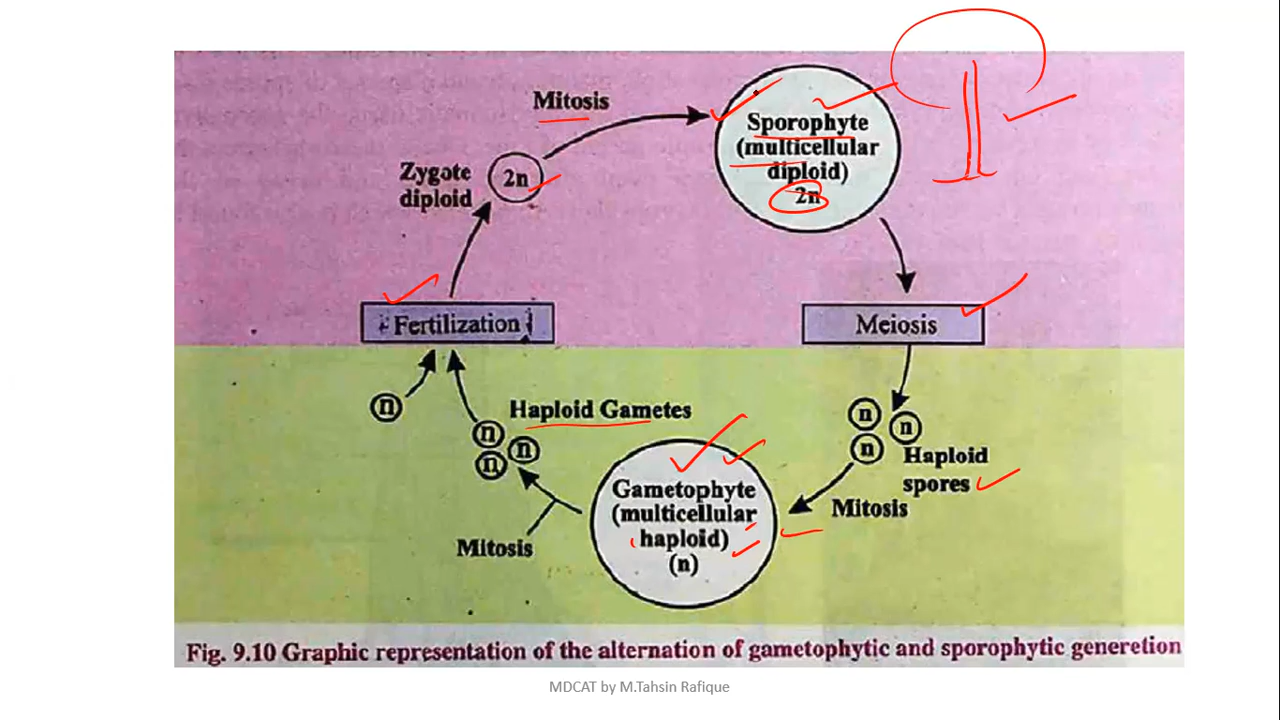 Mitosis
Sporophyte
(multicellular
diploid)
2n
Zygote
diploid
2n
Fertilization
Meiosis
n
Haploid Gametes
n
n
n
n
n
n
Haploid
spores
Mitosis
Gametophyte
(multicellular
haploid)
(n)
Mitosis
Fig. 9.10 Graphic representation of the alternation of gametophytic and sporophytic generetion
MDCAT by M.Tahsin Rafique